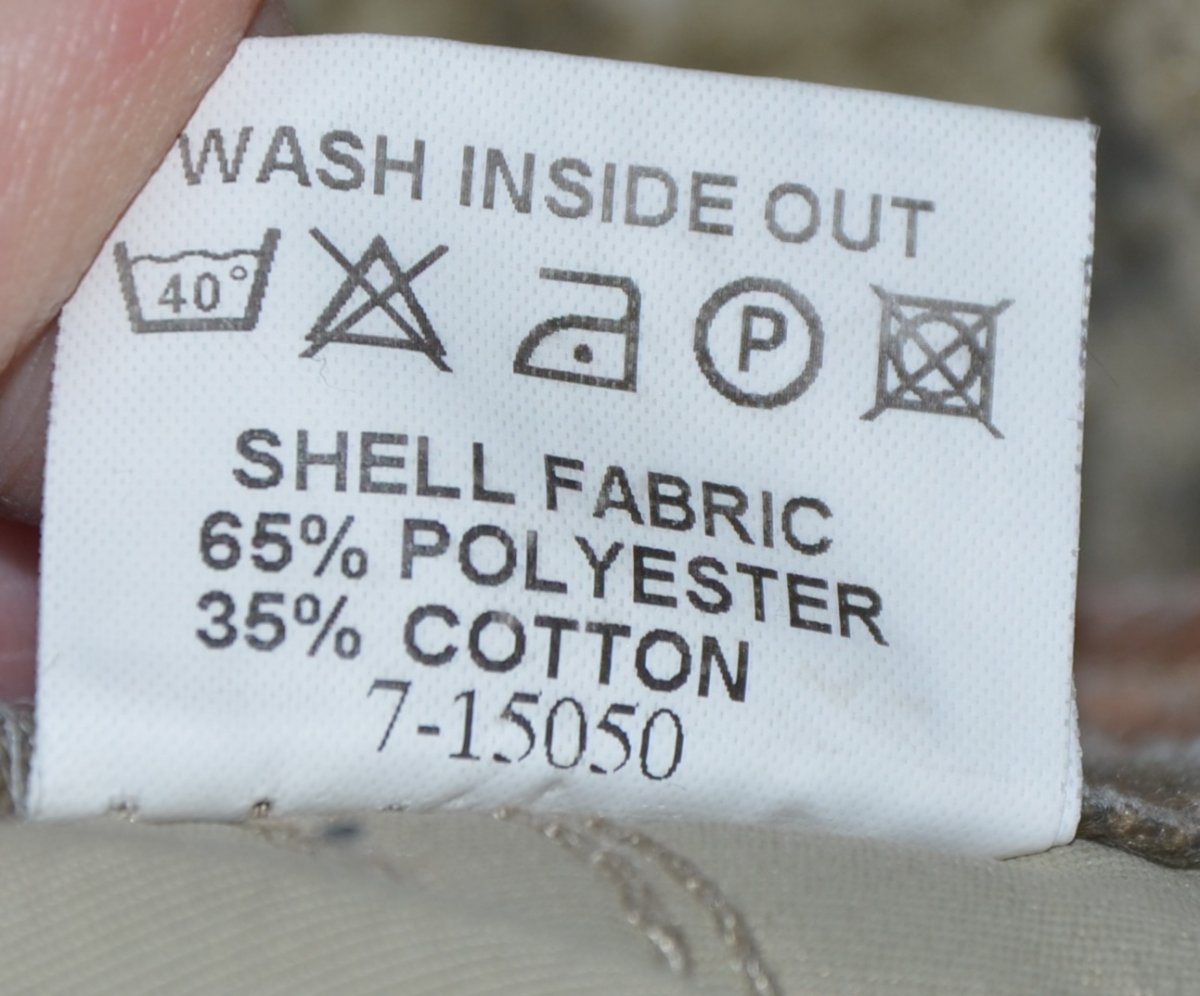 WASH INSIDE OUT
40° P
SHELL FABRIC
65% POLYESTER
35% COTTON
7-15050